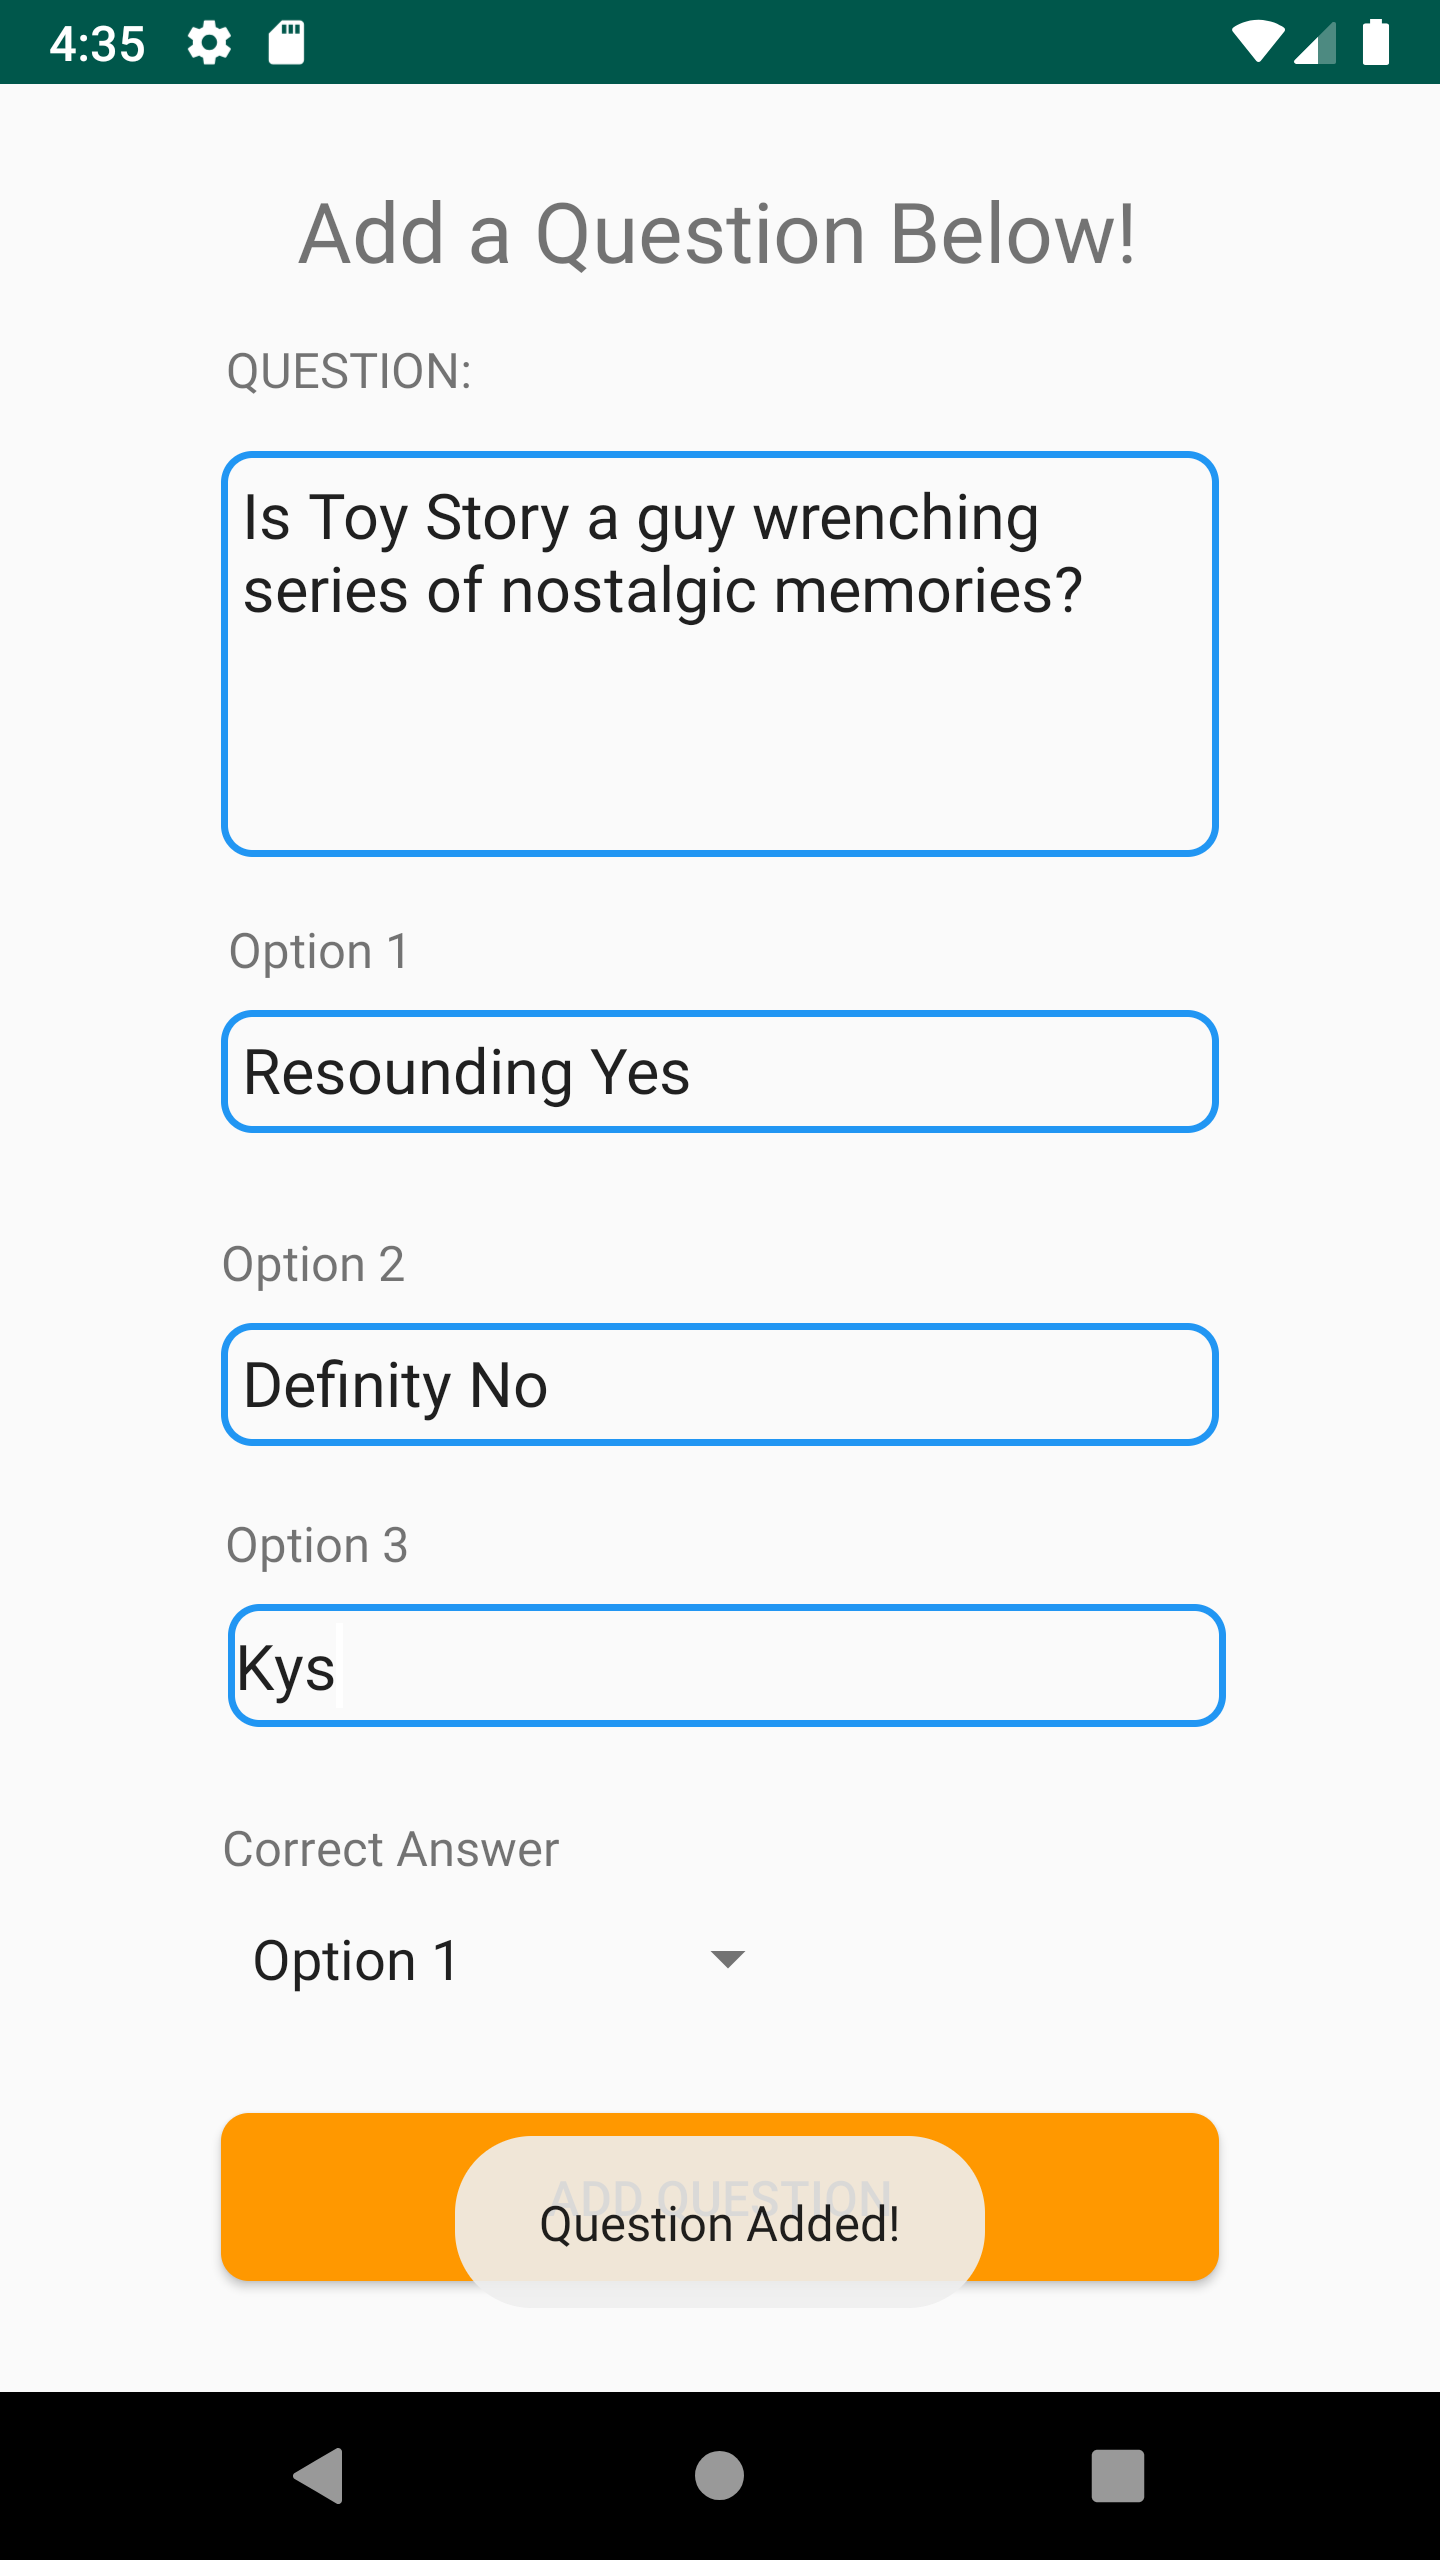 4:35
Add a Question Below!
QUESTION:
Is Toy Story a guy wrenching
series of nostalgic memories?
Option 1
Resounding Yes
Option 2
Definity No
Option 3
Kys
Correct Answer
Option 1
ADD QUESTION
Question Added!